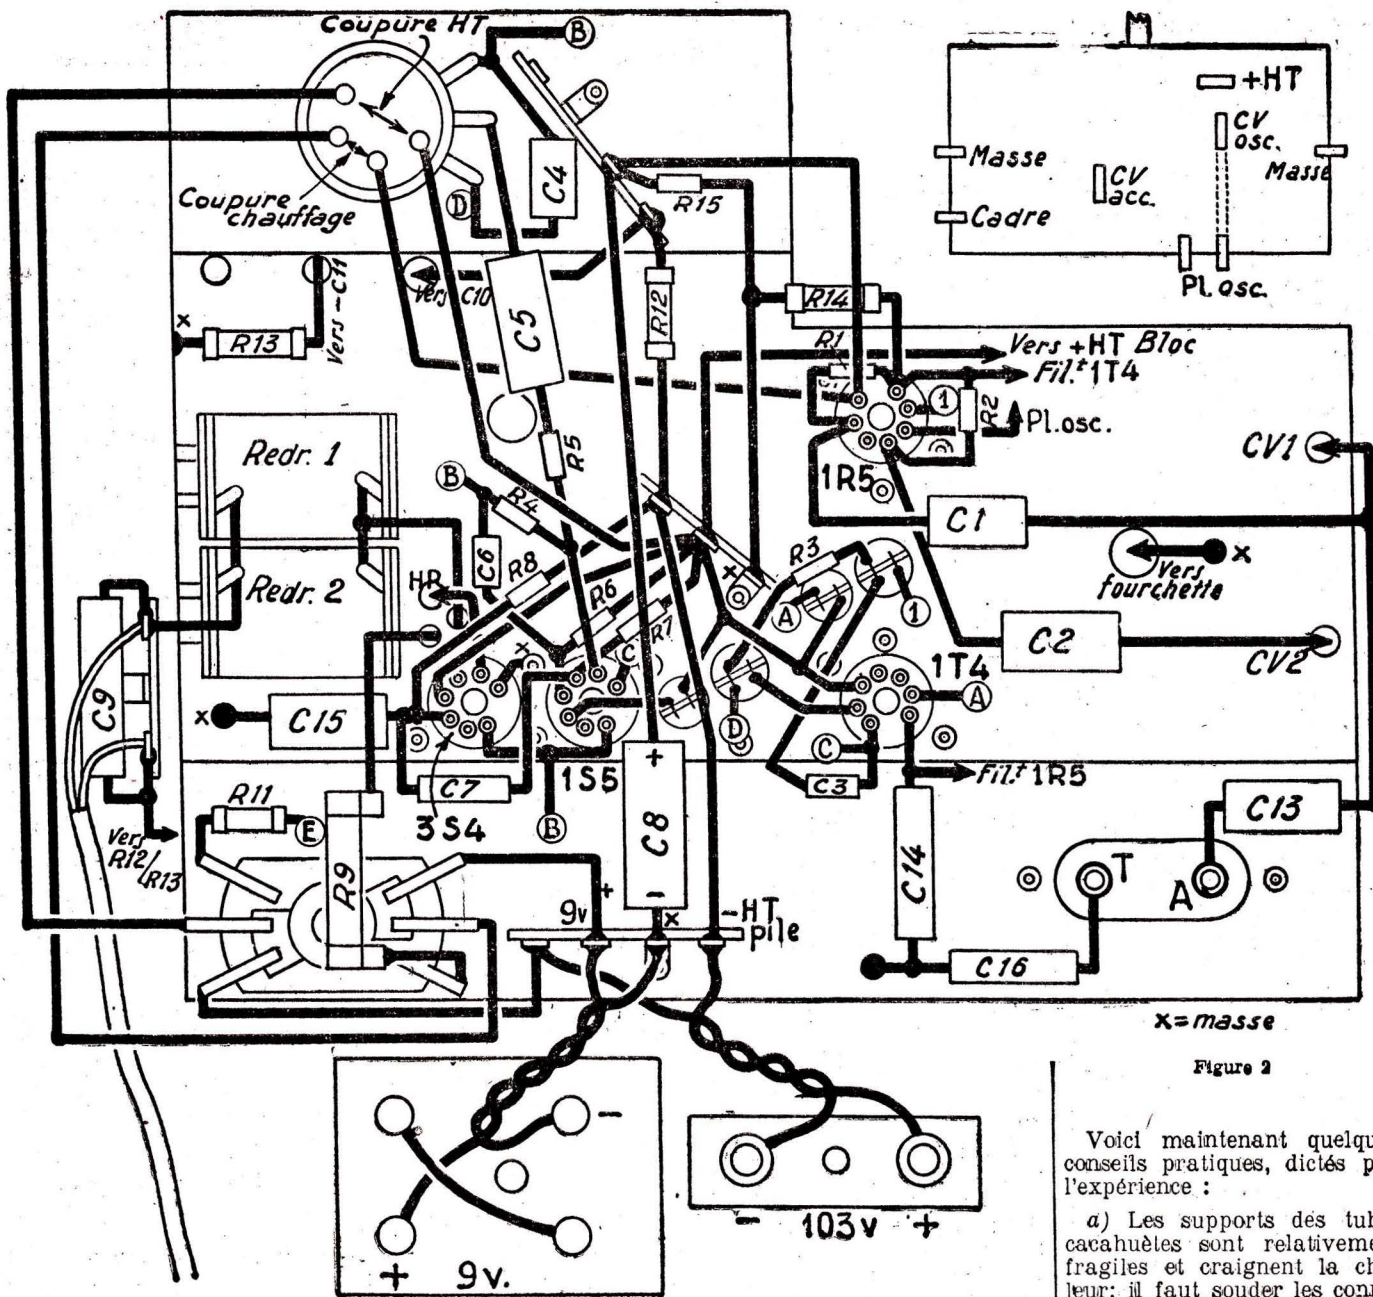 Coupure HT
B
+HT
CV
osc.
Masse
CV
acc.
Masse
Cadre
Pl.osc.
C4
R15
Coupure
chauffage
D
Vers C10
Vers -C11
x
R13
C5
R12
R14
R1
Vers +HT Bloc
Fil.t 1T4
1
R2
Pl.osc.
CV1
1R5
Redr. 1
R5
B
R4
C1
x
Vers
fourchette
C6
R8
R3
x
Redr. 2
HP
R6
A
1
R7
C2
CV2
1T4
x
C
A
C9
x
C15
D
C
C7
1S5
+
C3
Fil.t 1R5
3S4
B
C8
C13
R11
E
Vers
R12/
R13
R9
C14
T
A
+
9v
-
x
-HT
pile
C16
x=masse
Figure 2
-
- 103v +
+ 9v.
Voici maintenant quelqu
conseils pratiques, dictés p
l'expérience :
a) Les supports des tub
cacahuètes sont relativeme
fragiles et craignent la ch
leur; il faut souder les conn